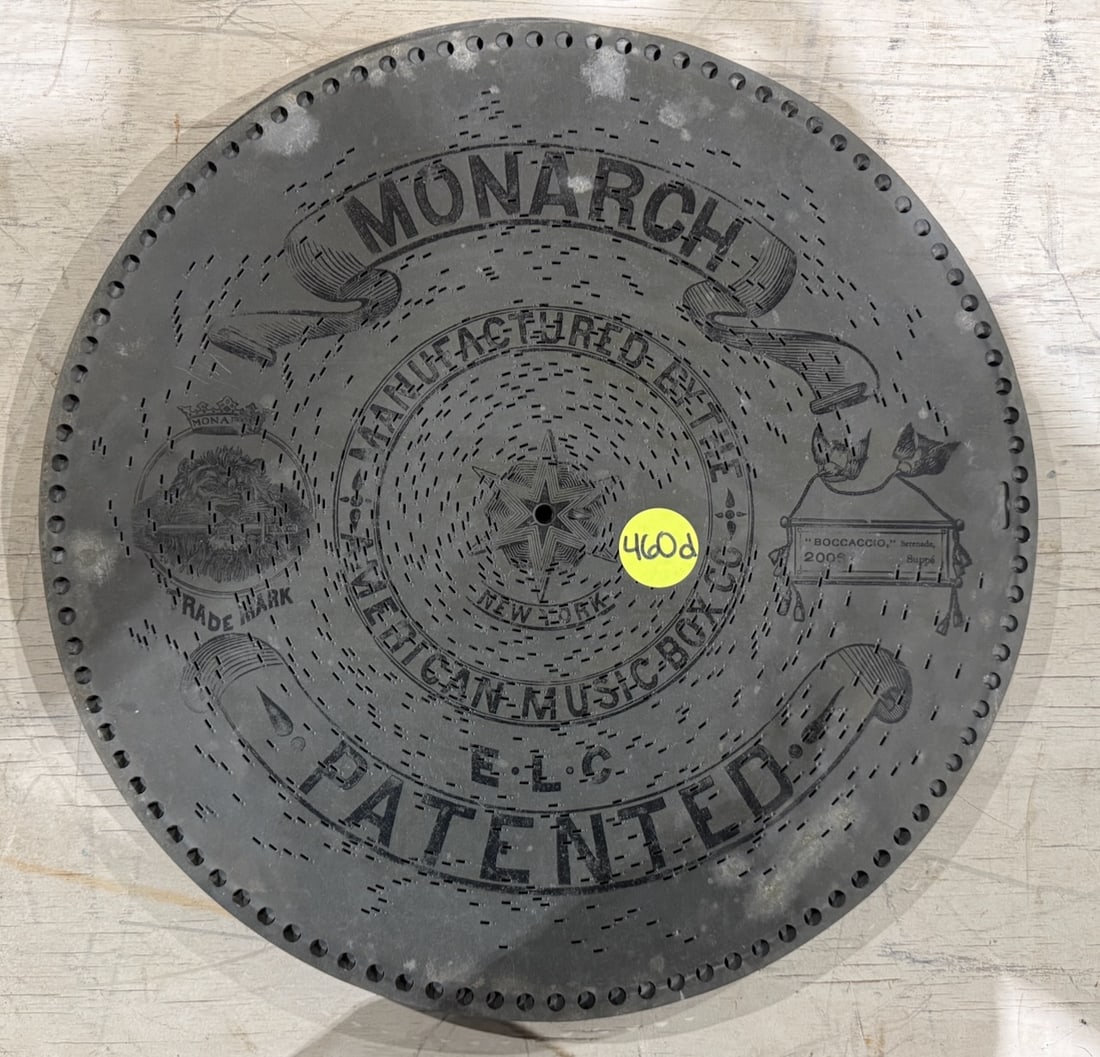 MONARCH
MANUFACTURED BY THE
AMERICAN MUSIC BOX CO
NEW YORK
MONARCH
TRADE MARK
"BOCCACCIO," Serenade,
Suppé
460d
E·L·C
PATENTED.